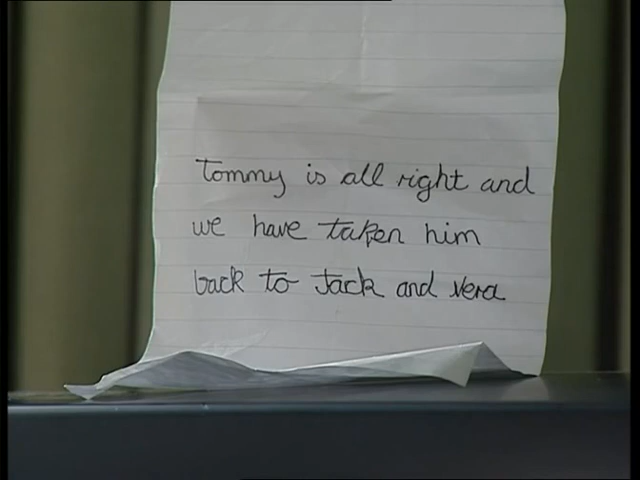 Tommy is all right and
we have taken him
back to Jack and Vera